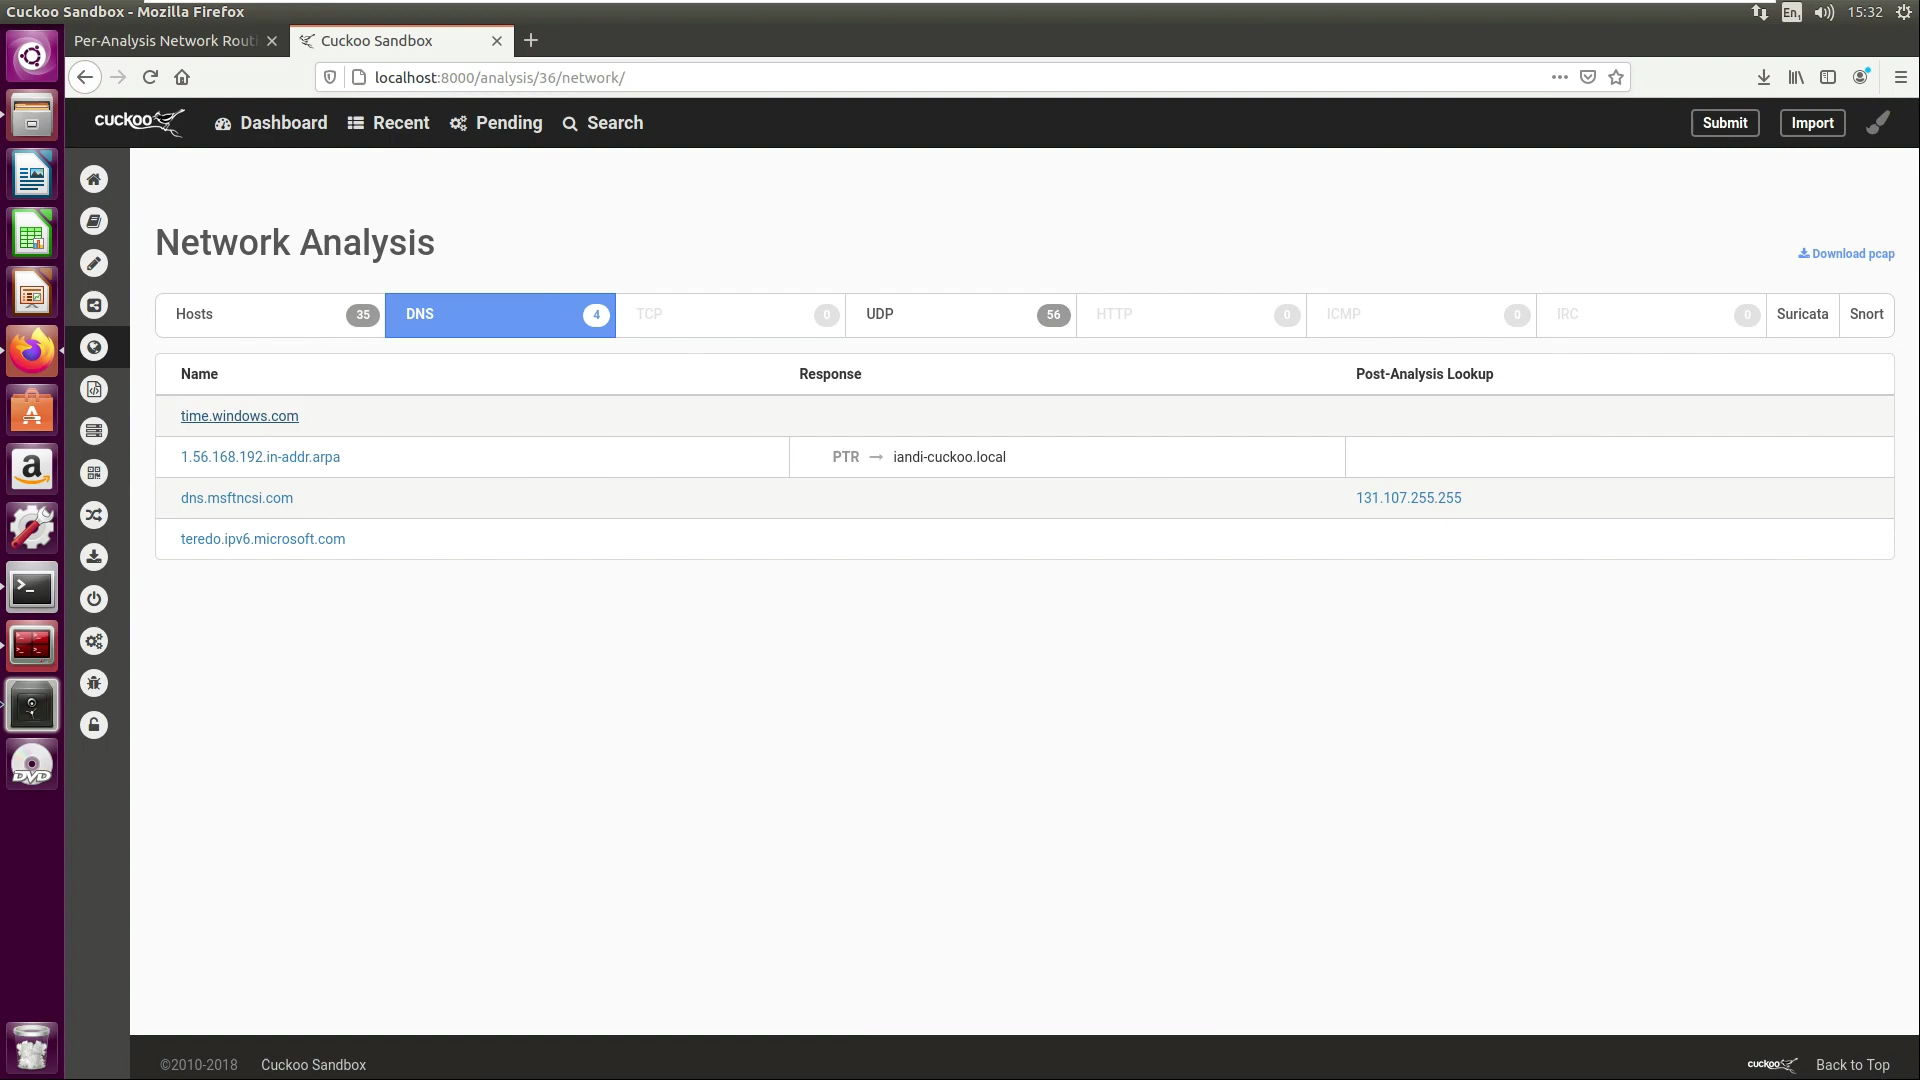 Cuckoo Sandbox - Mozilla Firefox
En
15:32
Per-Analysis Network Rout
Cuckoo Sandbox
localhost:8000/analysis/36/network/
cuckoo
Dashboard
Recent
Pending
Search
Submit
Import
Network Analysis
Download pcap
Hosts 35
DNS 4
TCP 0
UDP 56
HTTP 0
ICMP 0
IRC 0
Suricata
Snort
Name Response Post-Analysis Lookup
time.windows.com
1.56.168.192.in-addr.arpa PTR → iandi-cuckoo.local
dns.msftncsi.com 131.107.255.255
teredo.ipv6.microsoft.com
DVD
©2010-2018 Cuckoo Sandbox
cuckoo
Back to Top